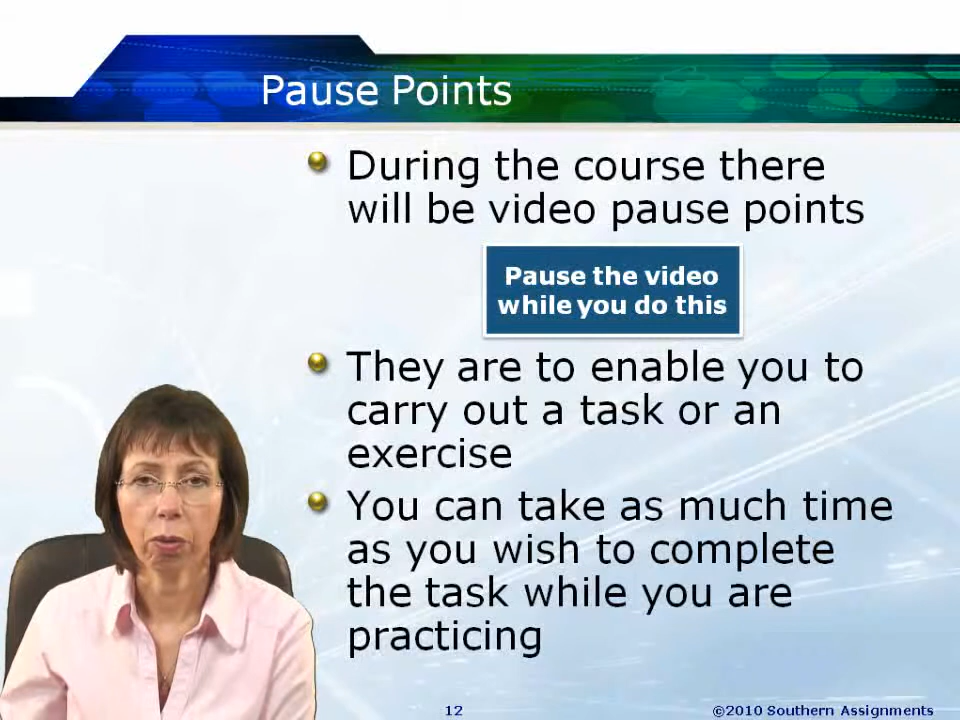 Pause Points
During the course there
will be video pause points
Pause the video
while you do this
They are to enable you to
carry out a task or an
exercise
You can take as much time
as you wish to complete
the task while you are
practicing
12
©2010 Southern Assignments